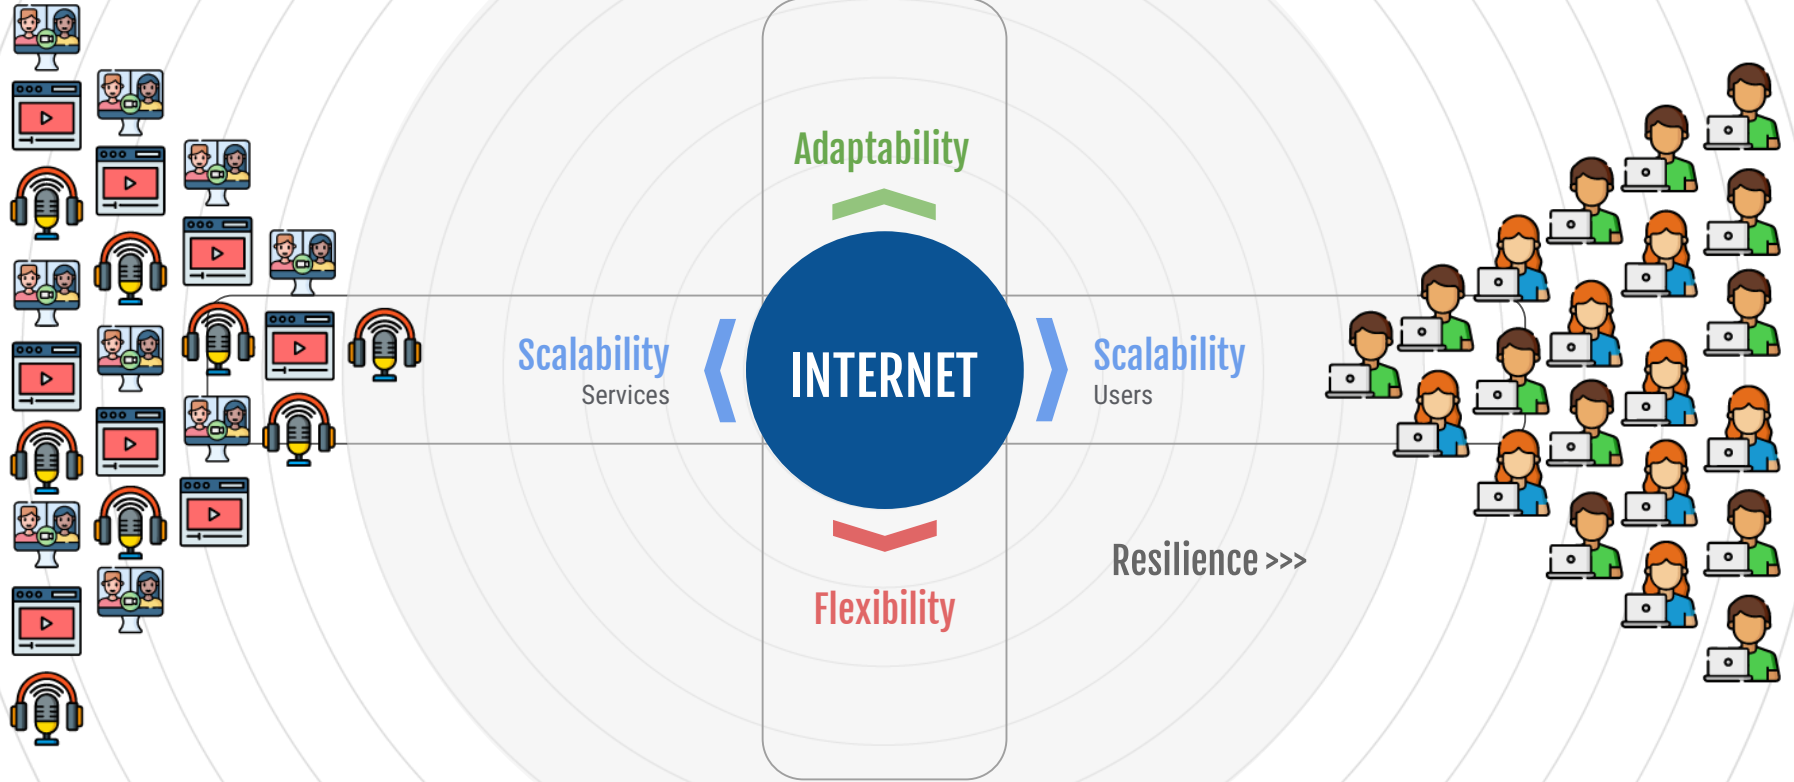 Adaptability
Scalability
Services
INTERNET
Scalability
Users
Resilience >>>
Flexibility